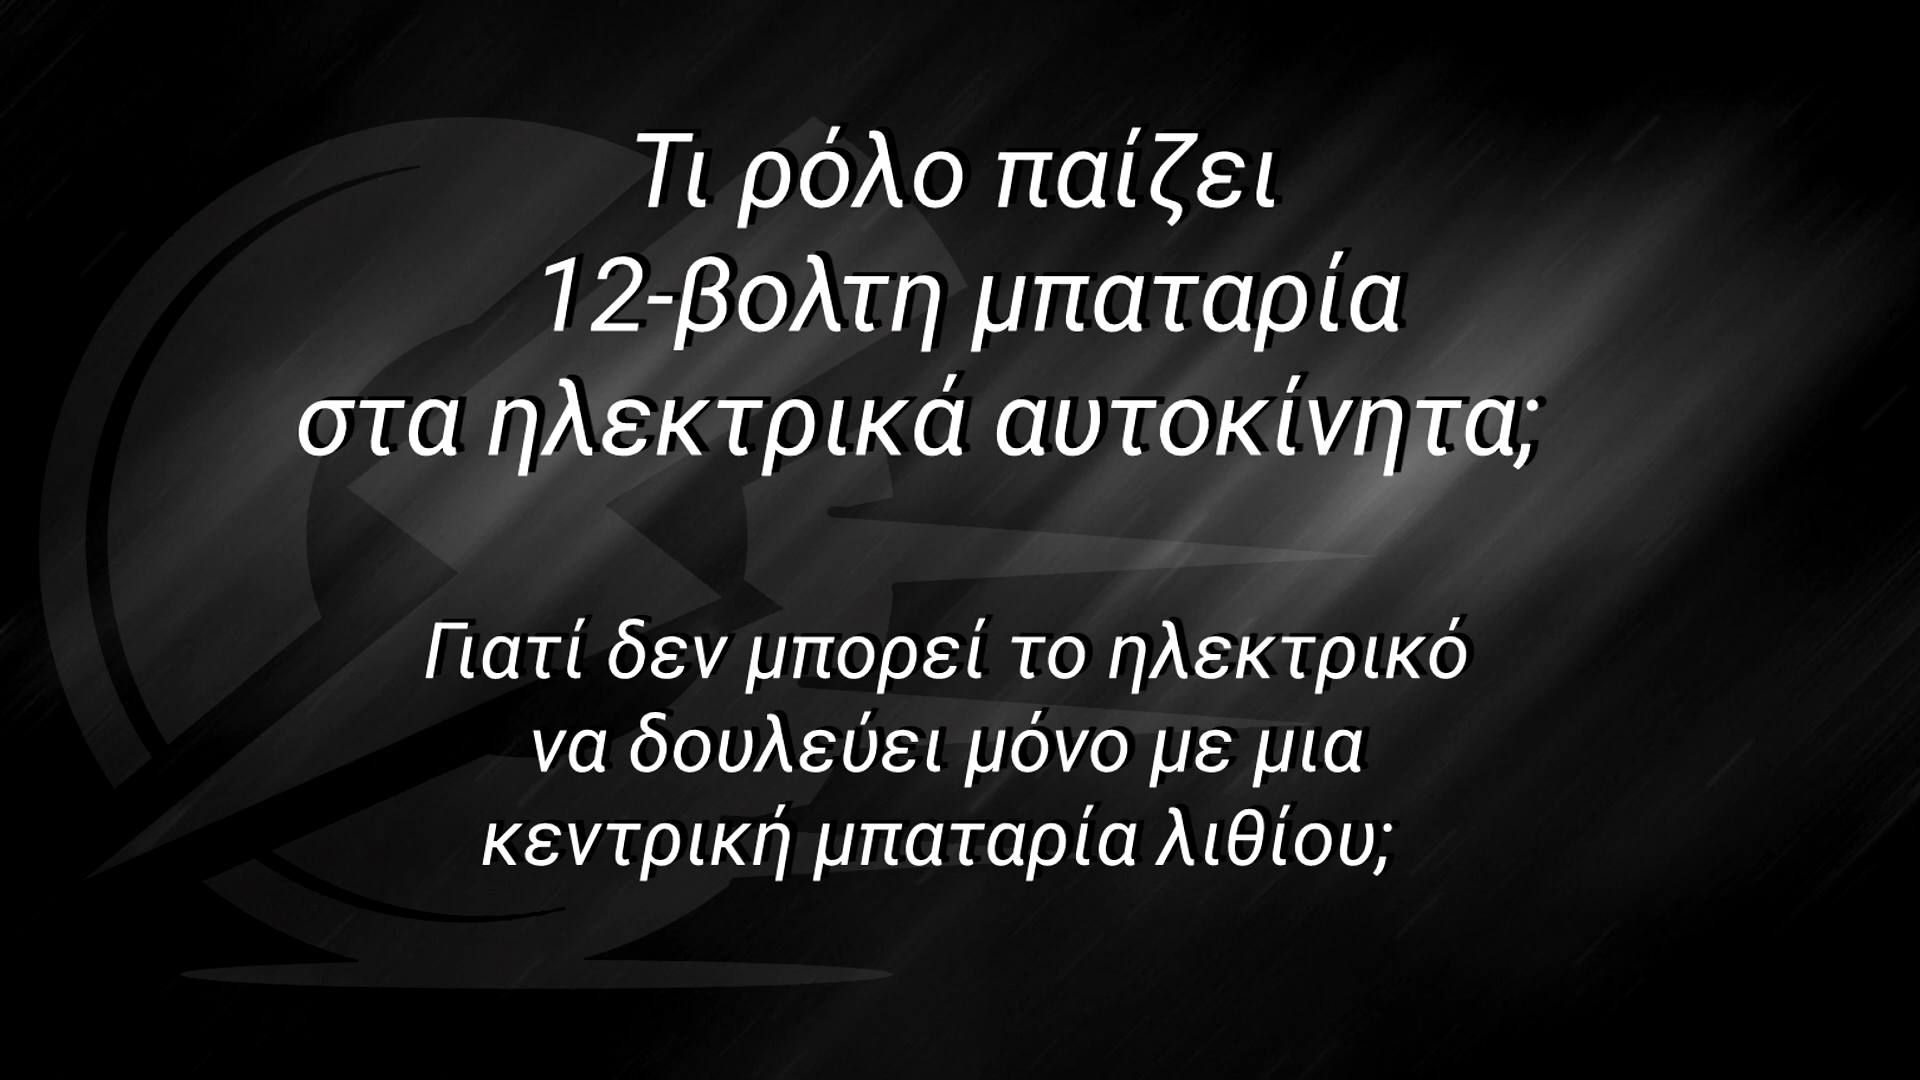 Τι ρόλο παίζει
12-βολτη μπαταρία
στα ηλεκτρικά αυτοκίνητα;
Γιατί δεν μπορεί το ηλεκτρικό
να δουλεύει μόνο με μια
κεντρική μπαταρία λιθίου;